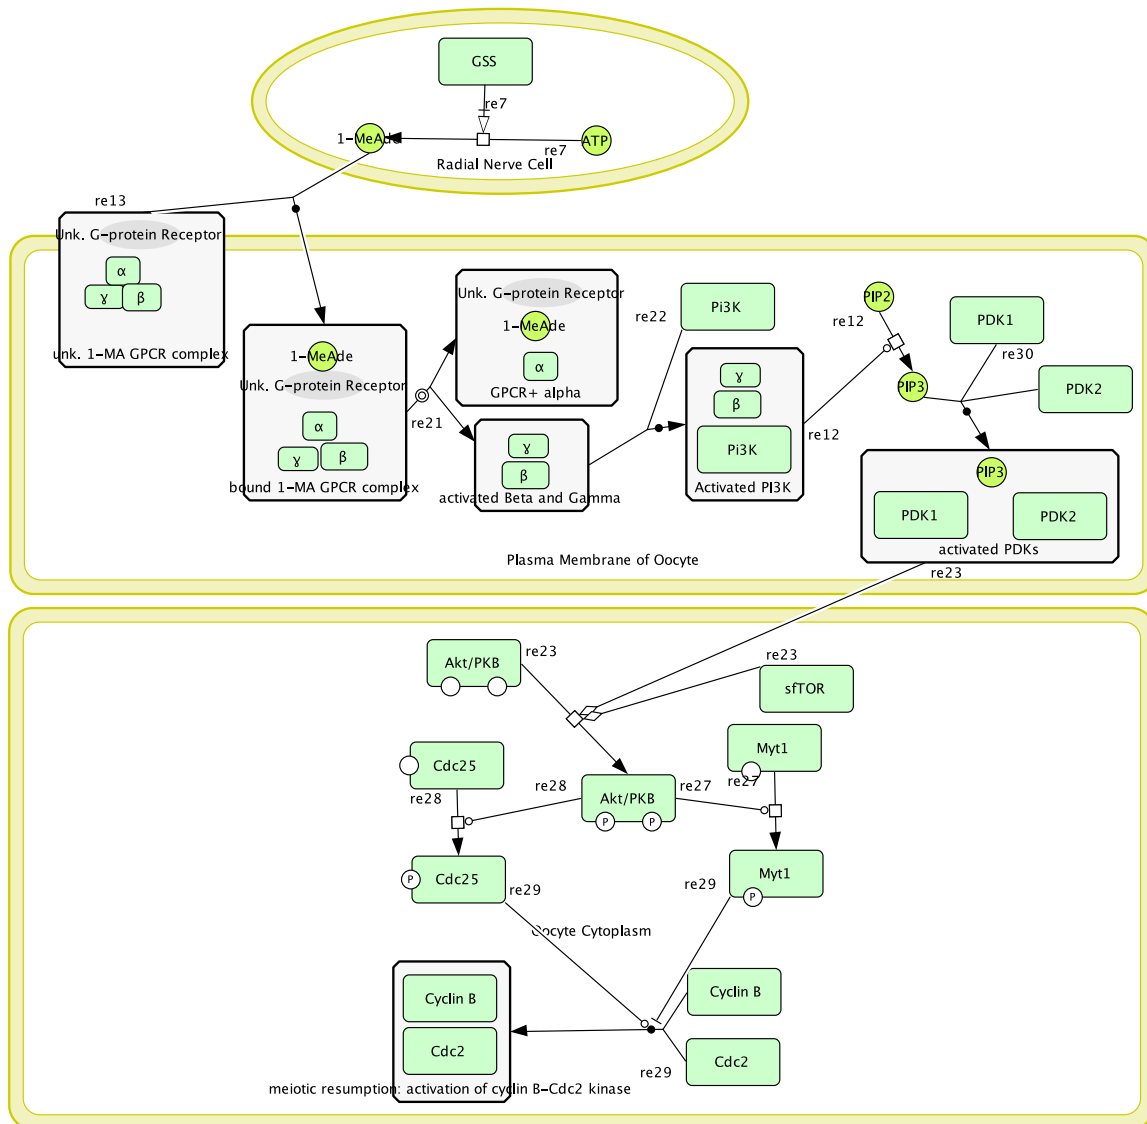 GSS
re7
1-MeAde
ATP
re7
Radial Nerve Cell
re13
Unk. G-protein Receptor
α
γ
β
unk. 1-MA GPCR complex
1-MeAde
Unk. G-protein Receptor
α
γ
β
bound 1-MA GPCR complex
re21
Unk. G-protein Receptor
1-MeAde
α
GPCR+ alpha
γ
β
activated Beta and Gamma
re22
Pi3K
γ
β
Pi3K
Activated PI3K
re12
PIP2
re12
PIP3
PDK1
re30
PDK2
PIP3
PDK1
PDK2
activated PDKs
Plasma Membrane of Oocyte
re23
Akt/PKB
re23
re23
sfTOR
Cdc25
re28
re28
Akt/PKB
P
P
re27
Myt1
re27
P
Cdc25
re29
re29
Myt1
P
Oocyte Cytoplasm
Cyclin B
Cdc2
meiotic resumption: activation of cyclin B-Cdc2 kinase
Cyclin B
Cdc2
re29